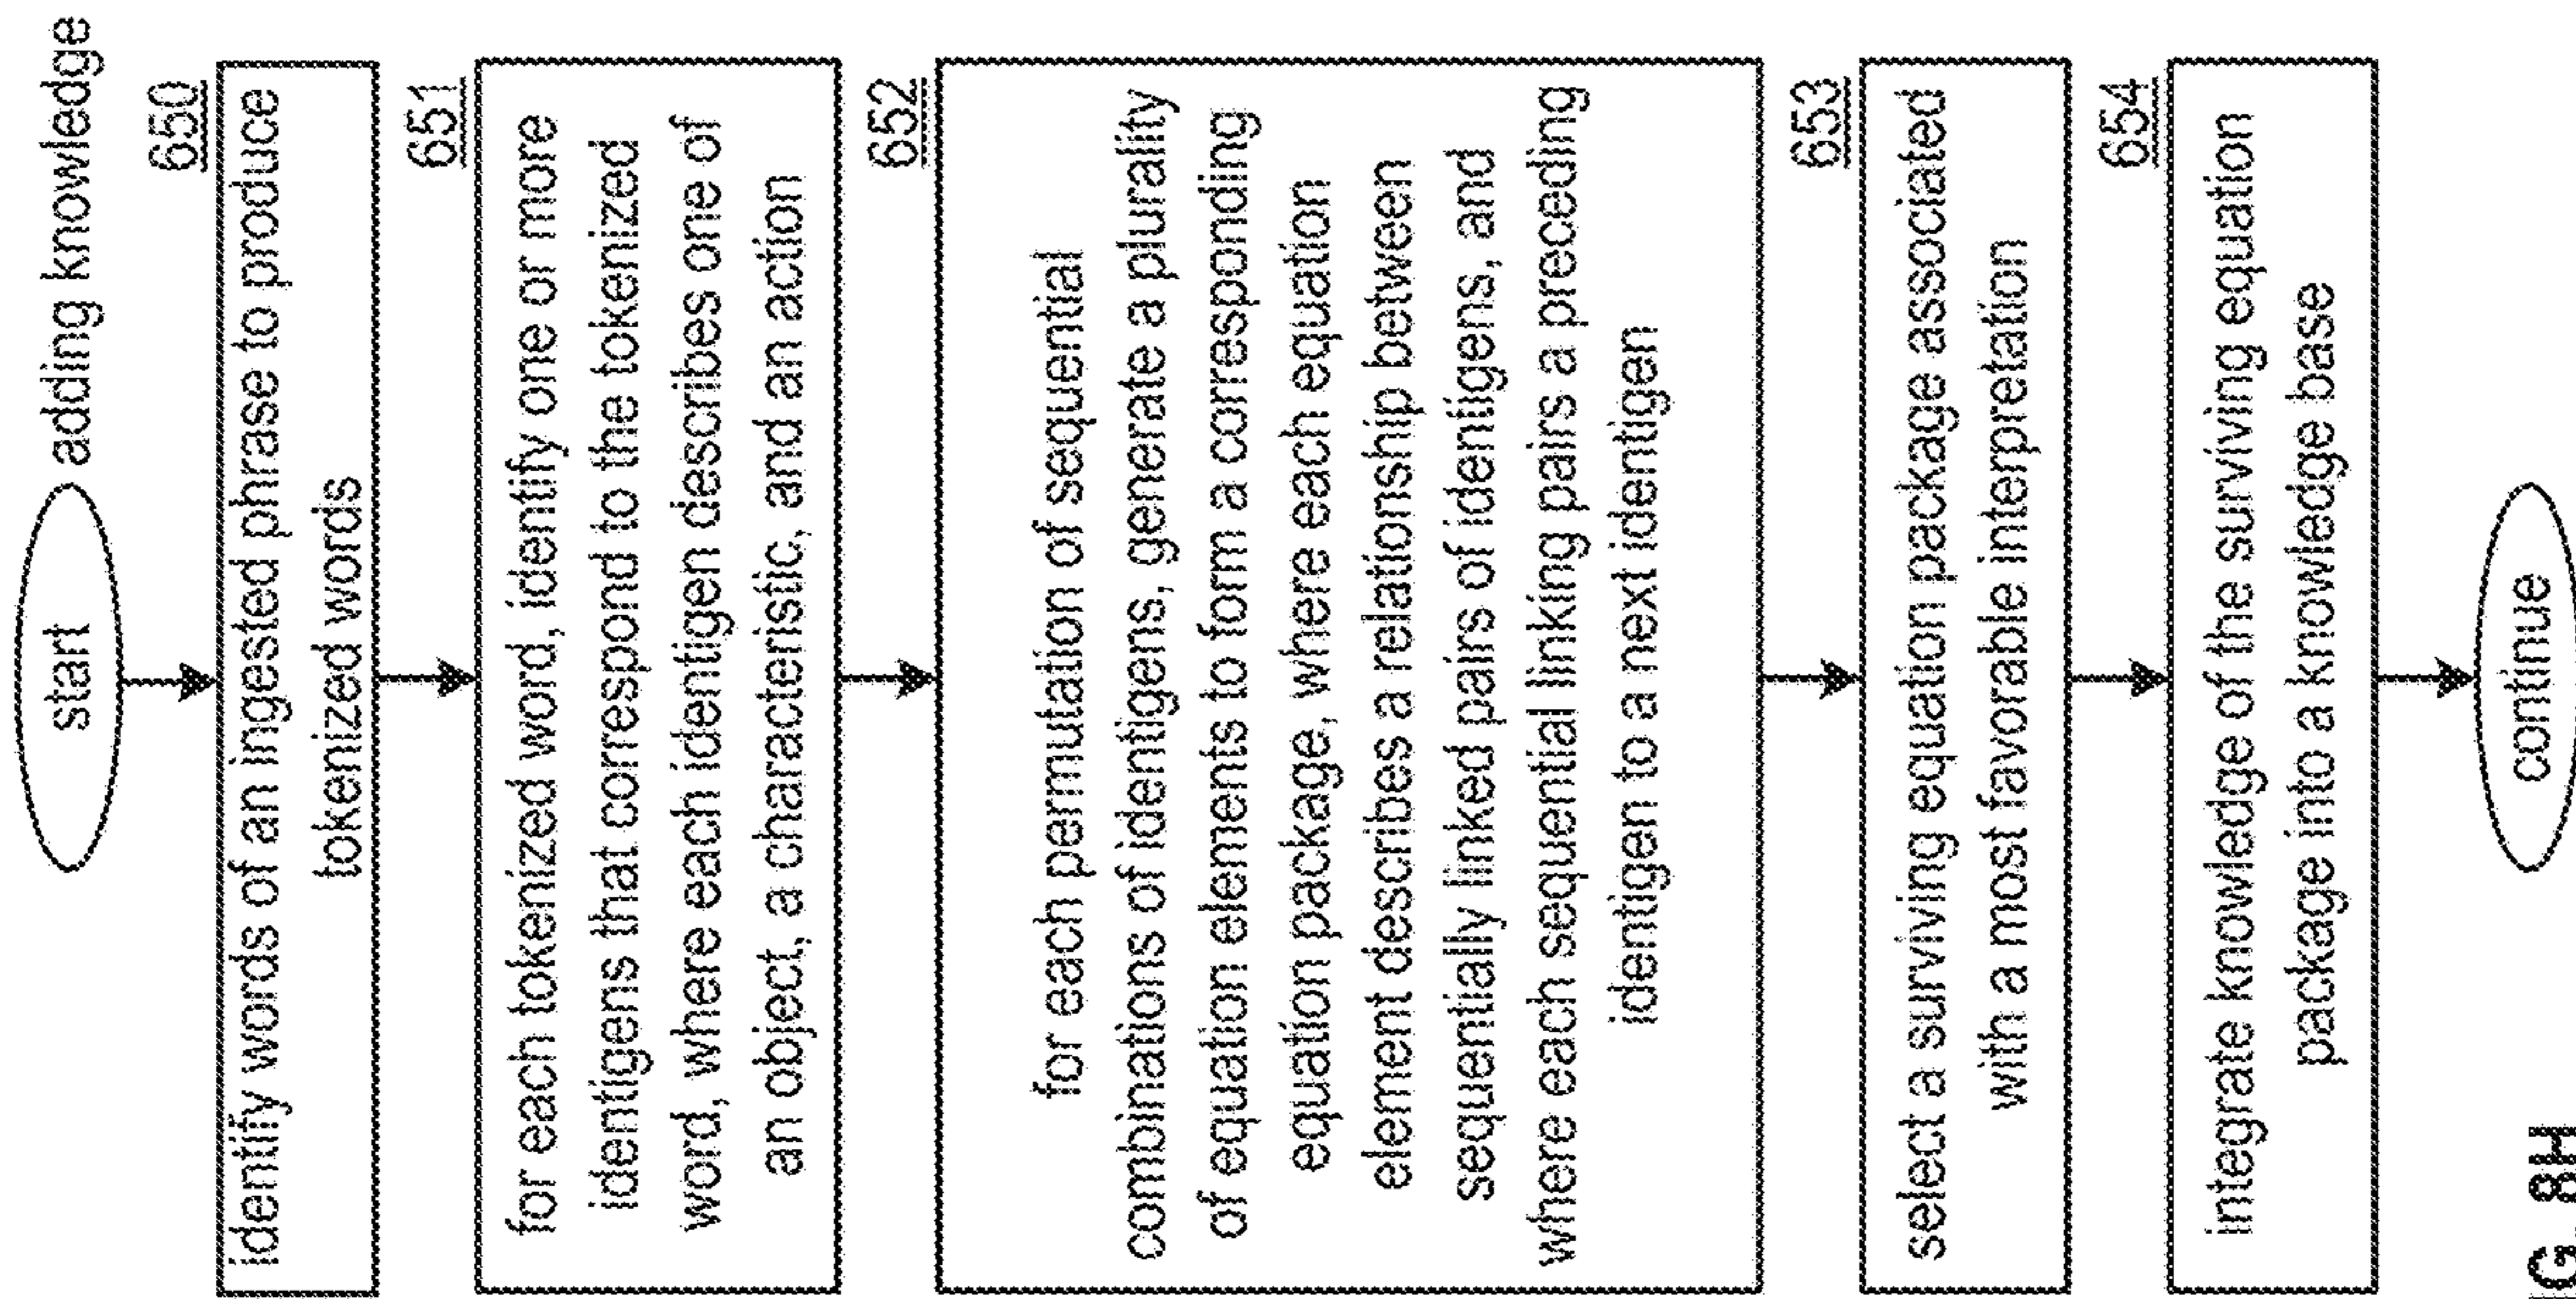 adding knowledge
start
650
identify words of an ingested phrase to produce
tokenized words
651
for each tokenized word, identify one or more
identigens that correspond to the tokenized
word, where each identigen describes one of
an object, a characteristic, and an action
652
for each permutation of sequential
combinations of identigens, generate a plurality
of equation elements to form a corresponding
equation package, where each equation
element describes a relationship between
sequentially linked pairs of identigens, and
where each sequential linking pairs a preceding
identigen to a next identigen
653
select a surviving equation package associated
with a most favorable interpretation
654
integrate knowledge of the surviving equation
package into a knowledge base
continue
IG. 8H